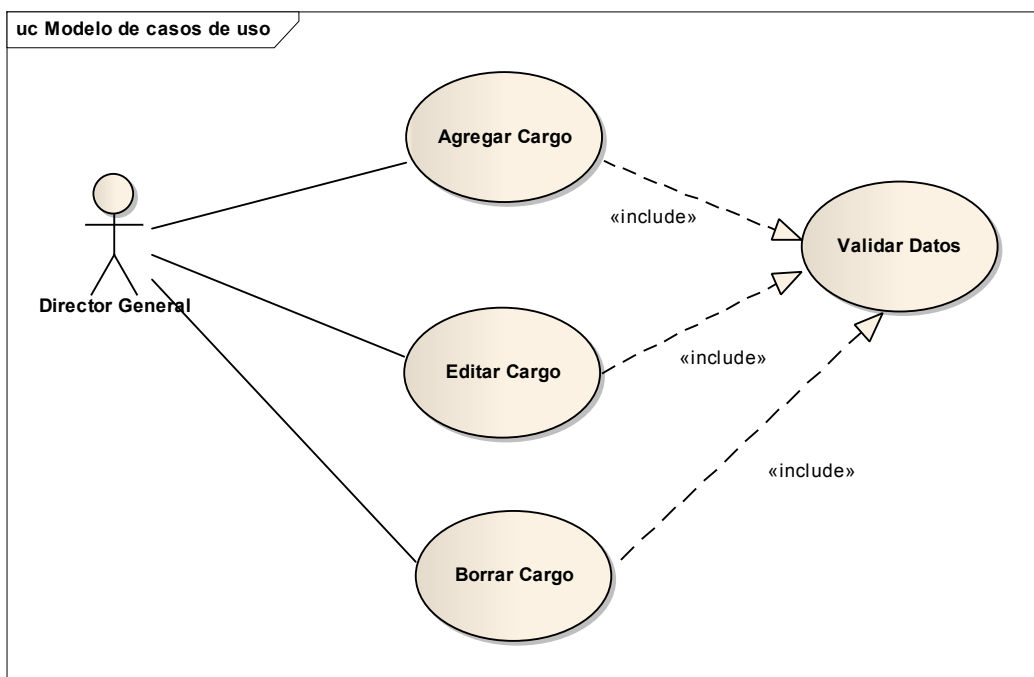 uc Modelo de casos de uso
Agregar Cargo
«include»
Validar Datos
Director General
Editar Cargo
«include»
«include»
Borrar Cargo